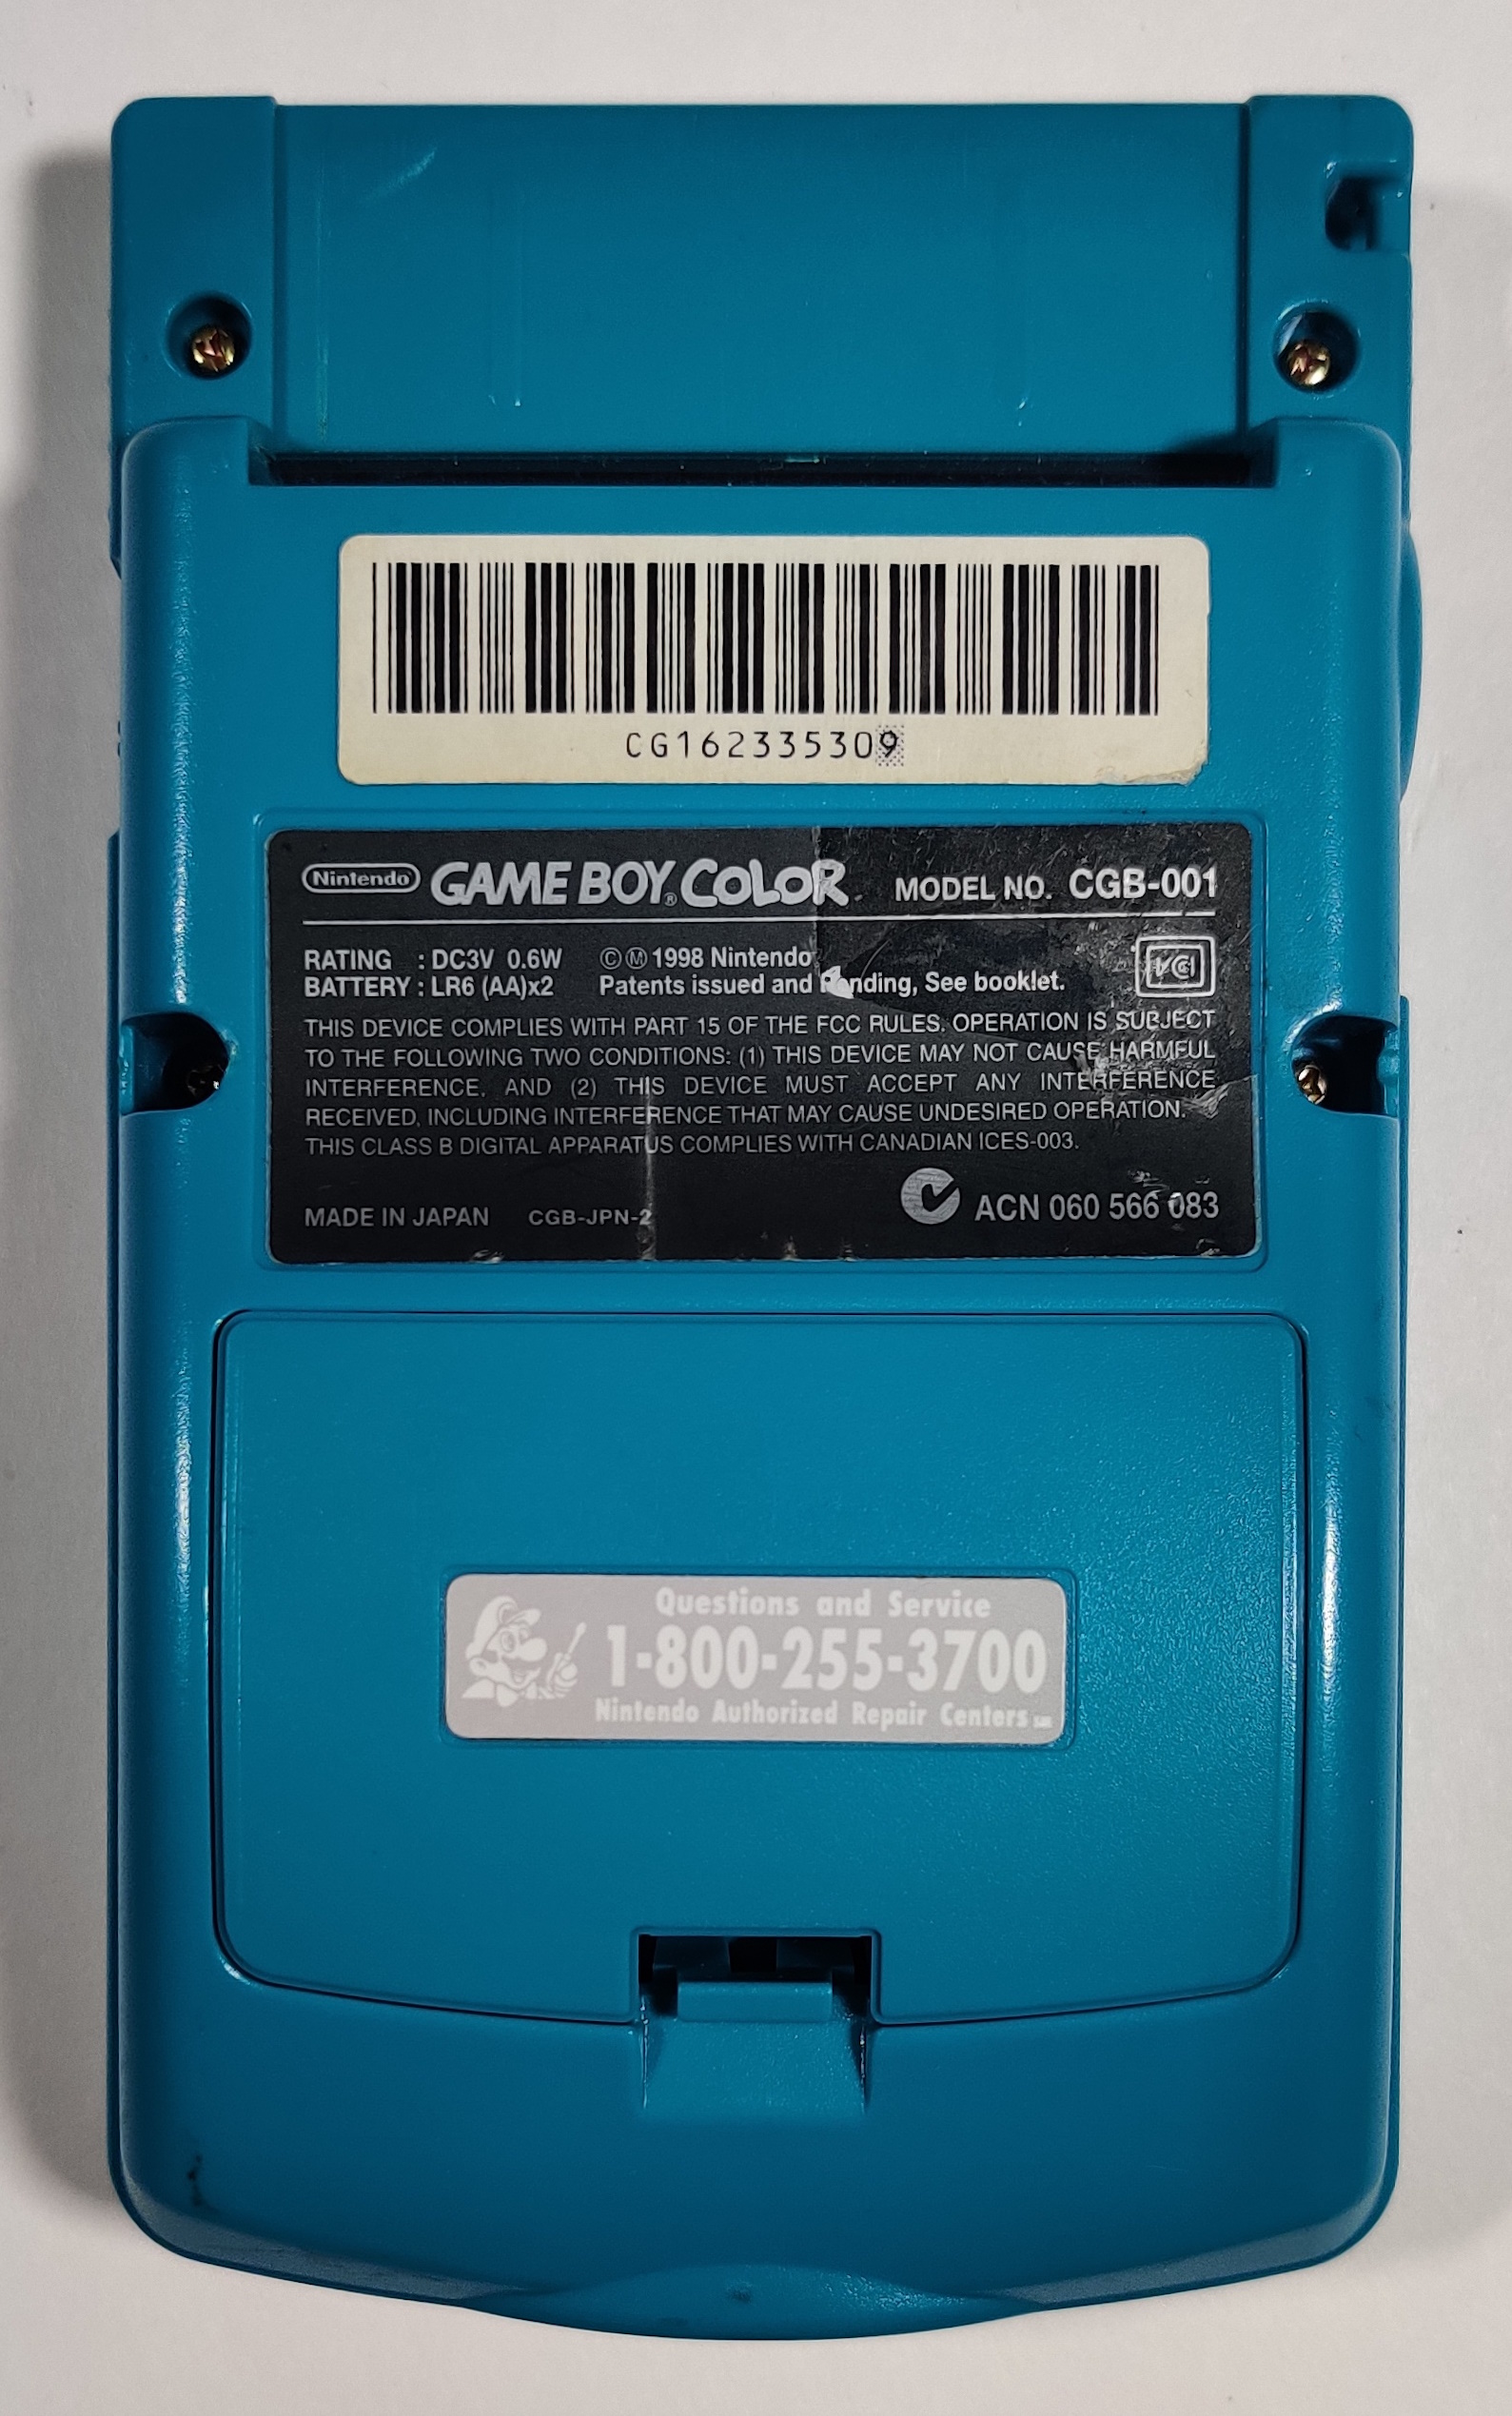 CG162335309
Nintendo GAME BOY® COLOR MODEL NO. CGB-001
RATING : DC3V 0.6W Ⓒ Ⓜ 1998 Nintendo
BATTERY : LR6 (AA)x2 Patents issued and Pending, See booklet.
VCI
THIS DEVICE COMPLIES WITH PART 15 OF THE FCC RULES. OPERATION IS SUBJECT
TO THE FOLLOWING TWO CONDITIONS: (1) THIS DEVICE MAY NOT CAUSE HARMFUL
INTERFERENCE, AND (2) THIS DEVICE MUST ACCEPT ANY INTERFERENCE
RECEIVED, INCLUDING INTERFERENCE THAT MAY CAUSE UNDESIRED OPERATION.
THIS CLASS B DIGITAL APPARATUS COMPLIES WITH CANADIAN ICES-003.
MADE IN JAPAN CGB-JPN-2 ACN 060 566 083
Questions and Service
1-800-255-3700
Nintendo Authorized Repair Centers